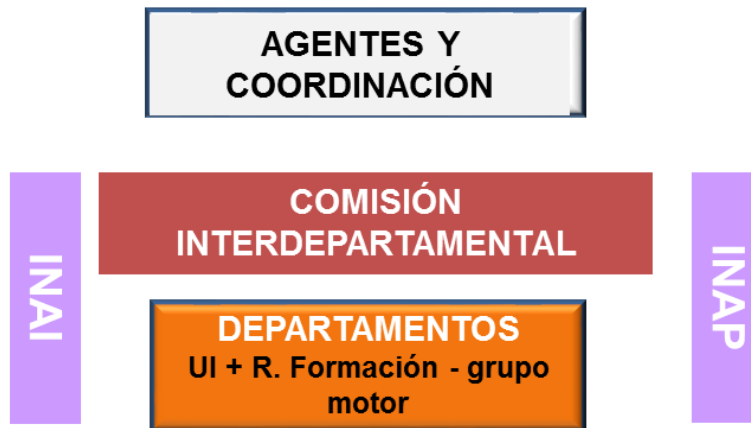 AGENTES Y
COORDINACIÓN
INAI
COMISIÓN
INTERDEPARTAMENTAL
INAP
DEPARTAMENTOS
UI + R. Formación - grupo
motor